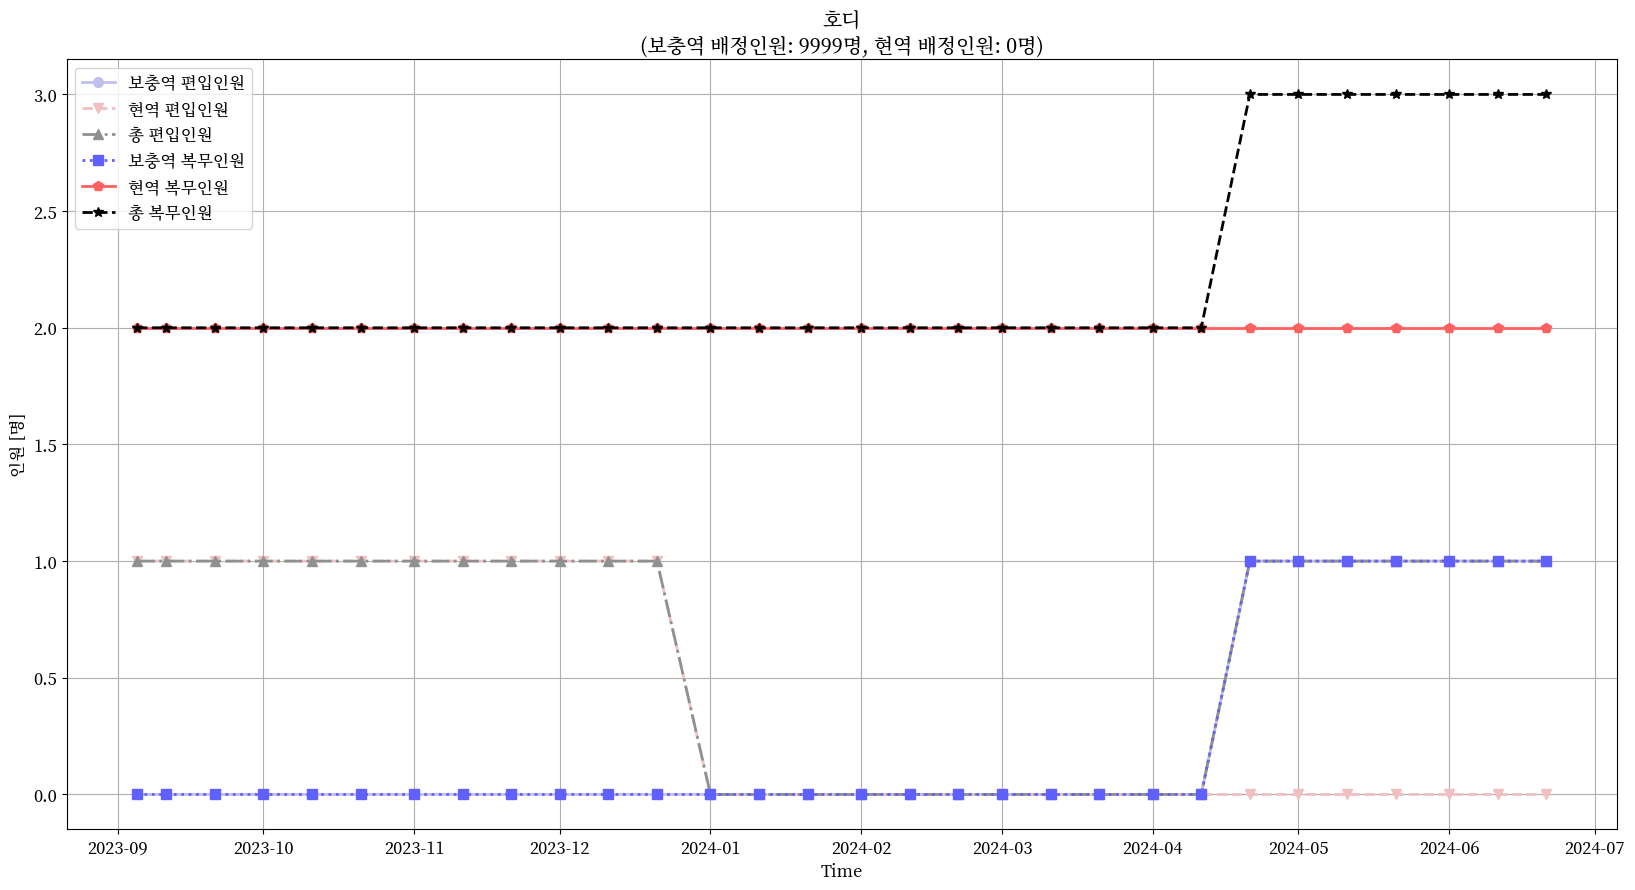 호디
(보충역 배정인원: 9999명, 현역 배정인원: 0명)
보충역 편입인원
현역 편입인원
총 편입인원
보충역 복무인원
현역 복무인원
총 복무인원
3.0
2.5
2.0
1.5
1.0
0.5
0.0
인원 [명]
2023-09 2023-10 2023-11 2023-12 2024-01 2024-02 2024-03 2024-04 2024-05 2024-06 2024-07
Time